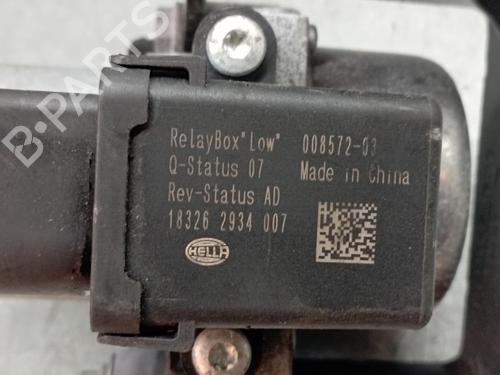 B-PARTS
RelayBox"Low" 008572-03
Q-Status 07 Made in China
Rev-Status AD
18326 2934 007
HELLA